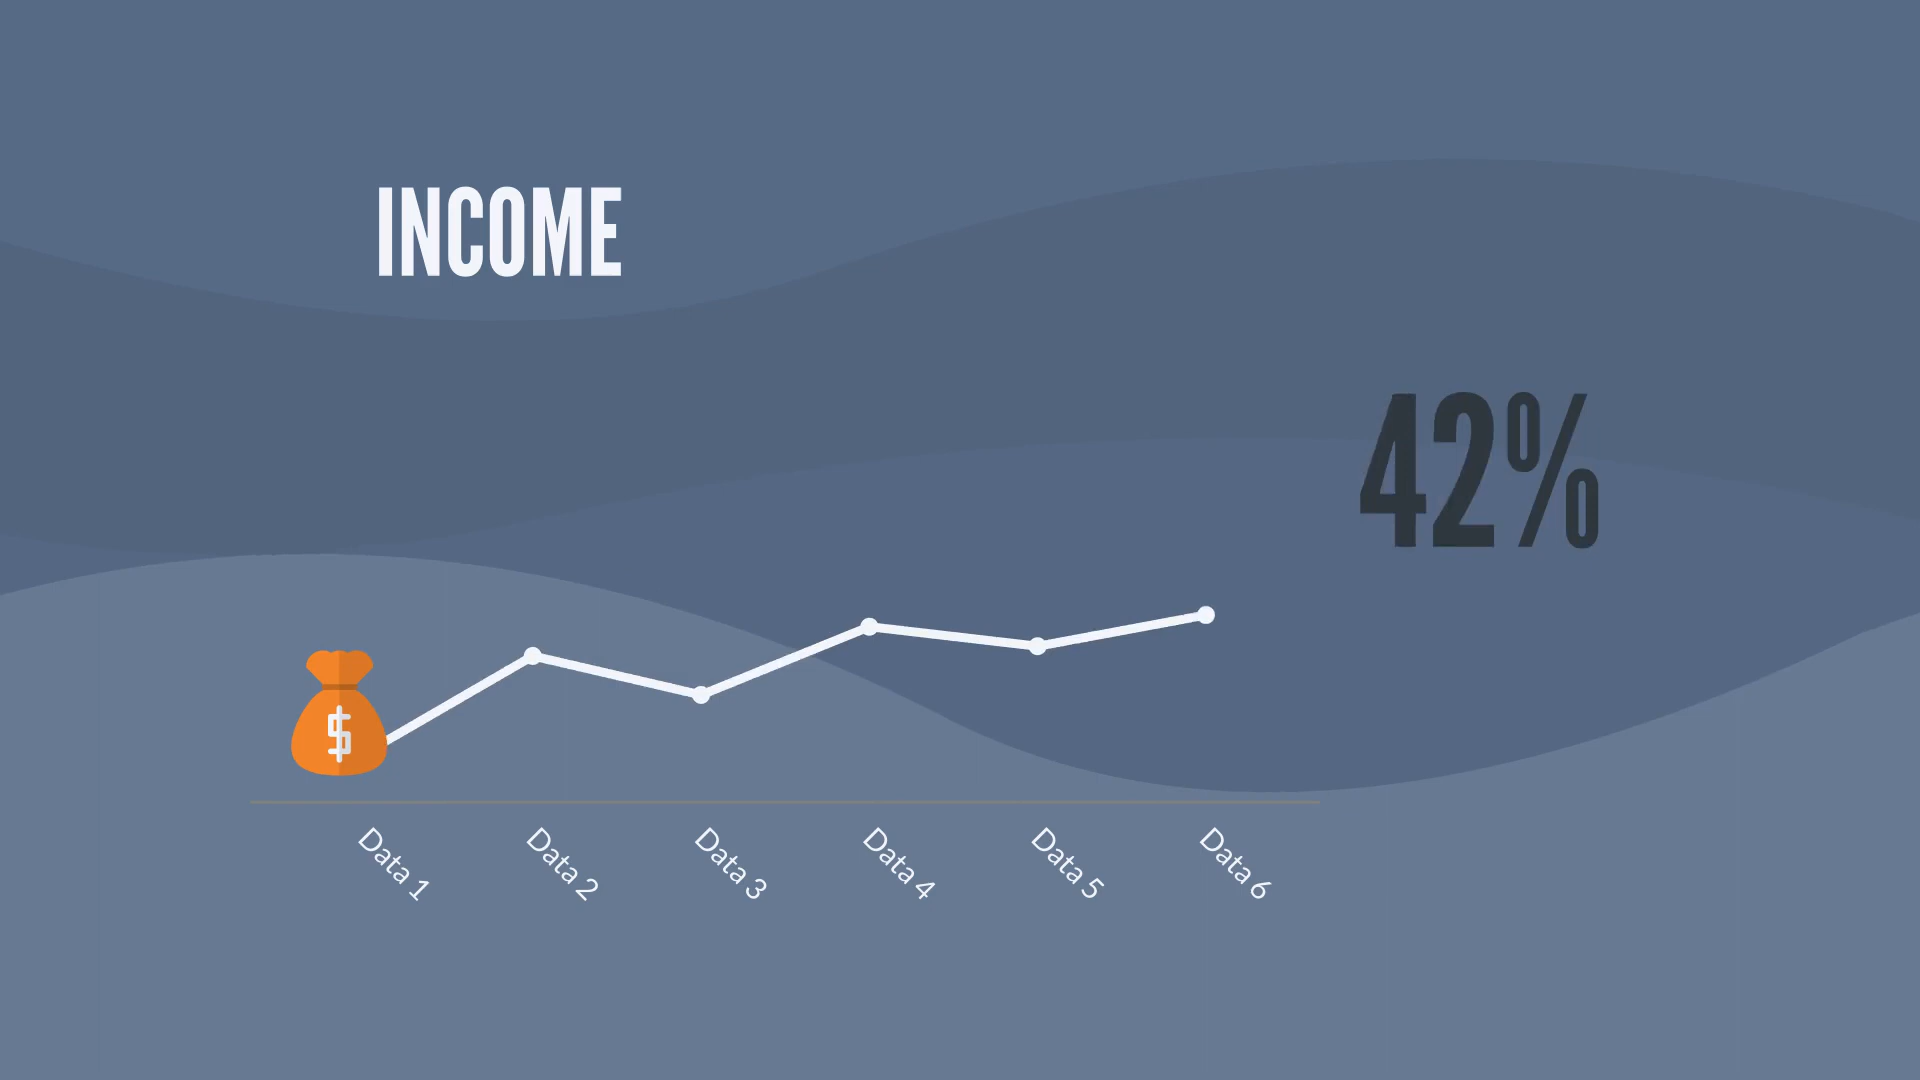 INCOME
42%
$
Data 1
Data 2
Data 3
Data 4
Data 5
Data 6